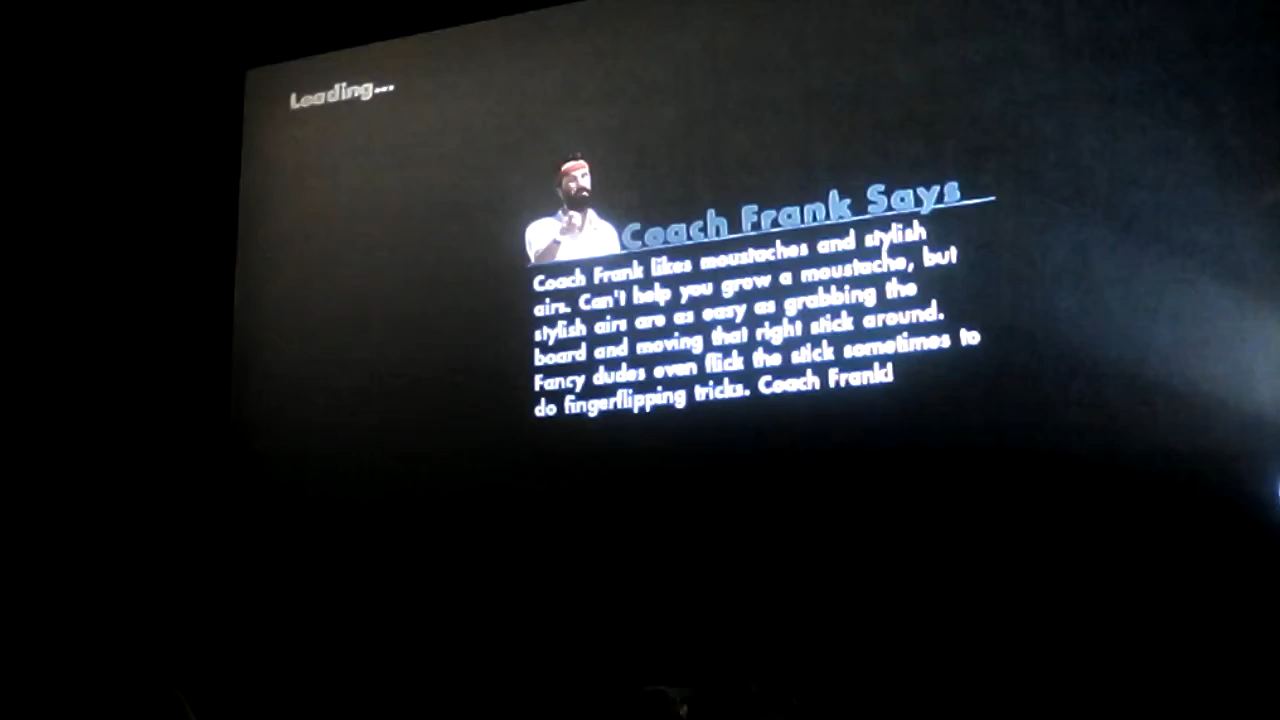 Loading...
Coach Frank Says
Coach Frank likes moustaches and stylish
airs. Can't help you grow a moustache, but
stylish airs are as easy as grabbing the
board and moving that right stick around.
Fancy dudes even flick the stick sometimes to
do fingerflipping tricks. Coach Frank!